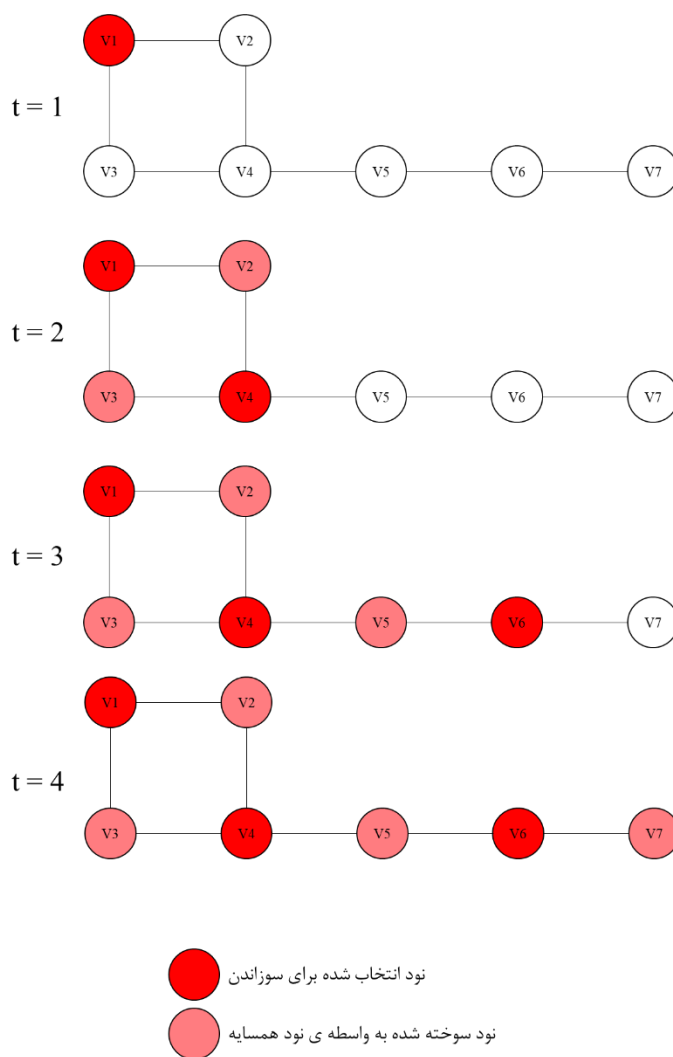 V1 V2
t = 1
V3 V4 V5 V6 V7
V1 V2
t = 2
V3 V4 V5 V6 V7
V1 V2
t = 3
V3 V4 V5 V6 V7
V1 V2
t = 4
V3 V4 V5 V6 V7
نود انتخاب شده برای سوزاندن
نود سوخته شده به واسطه ی نود همسایه